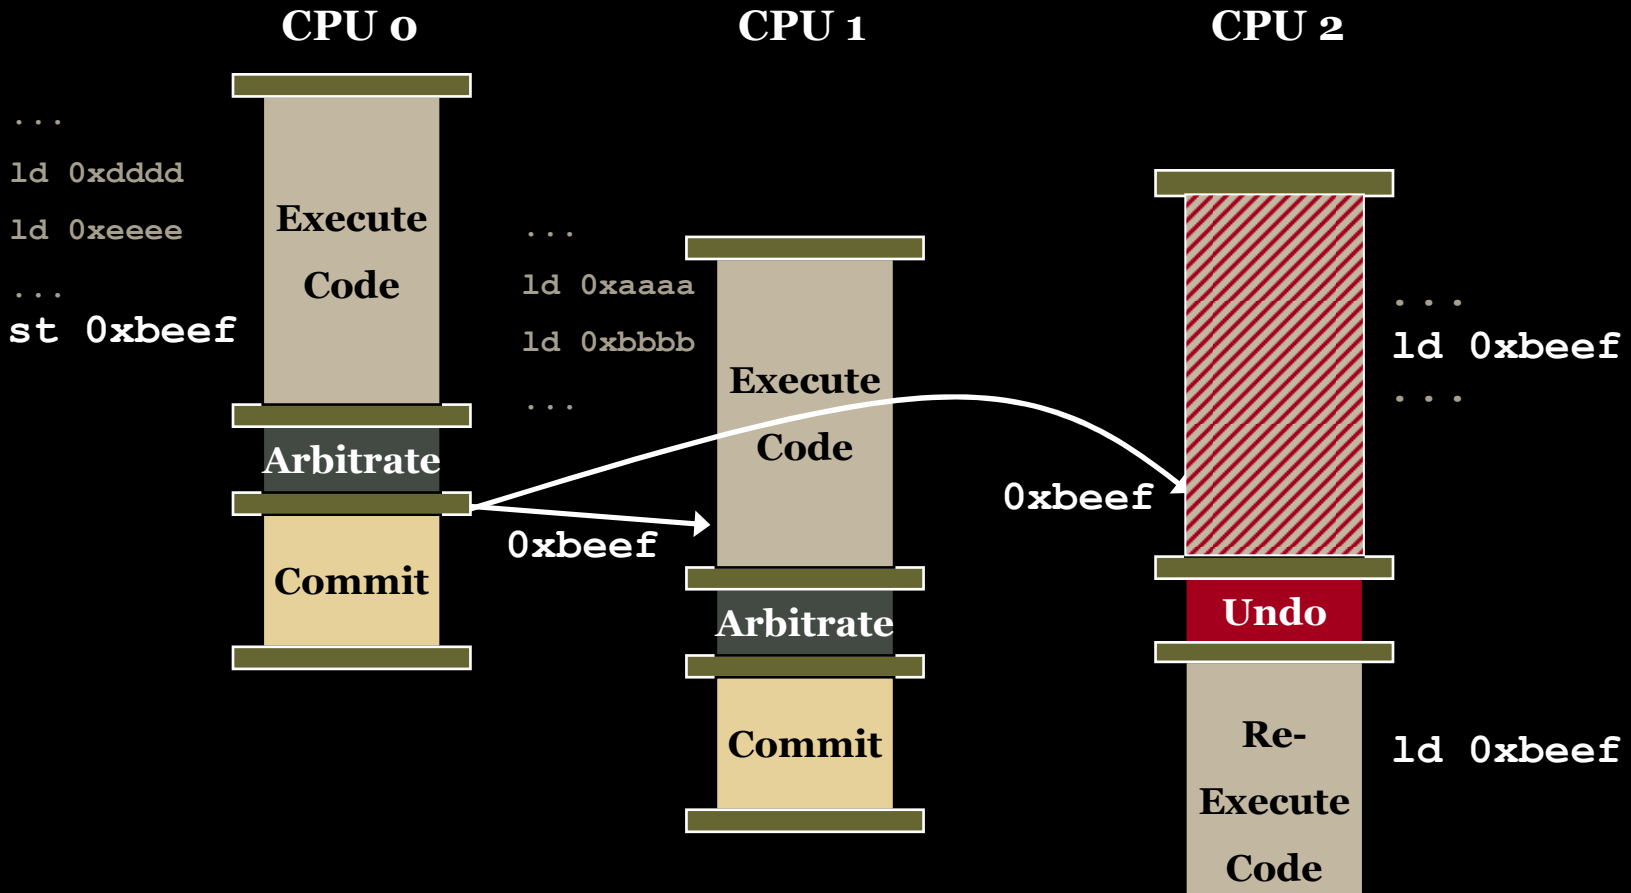 CPU 0
CPU 1
CPU 2
...
ld 0xdddd
ld 0xeeee
...
st 0xbeef
Execute
Code
Arbitrate
Commit
...
ld 0xaaaa
ld 0xbbbb
...
0xbeef
Execute
Code
Arbitrate
Commit
0xbeef
...
ld 0xbeef
...
Undo
Re-
Execute
Code
ld 0xbeef